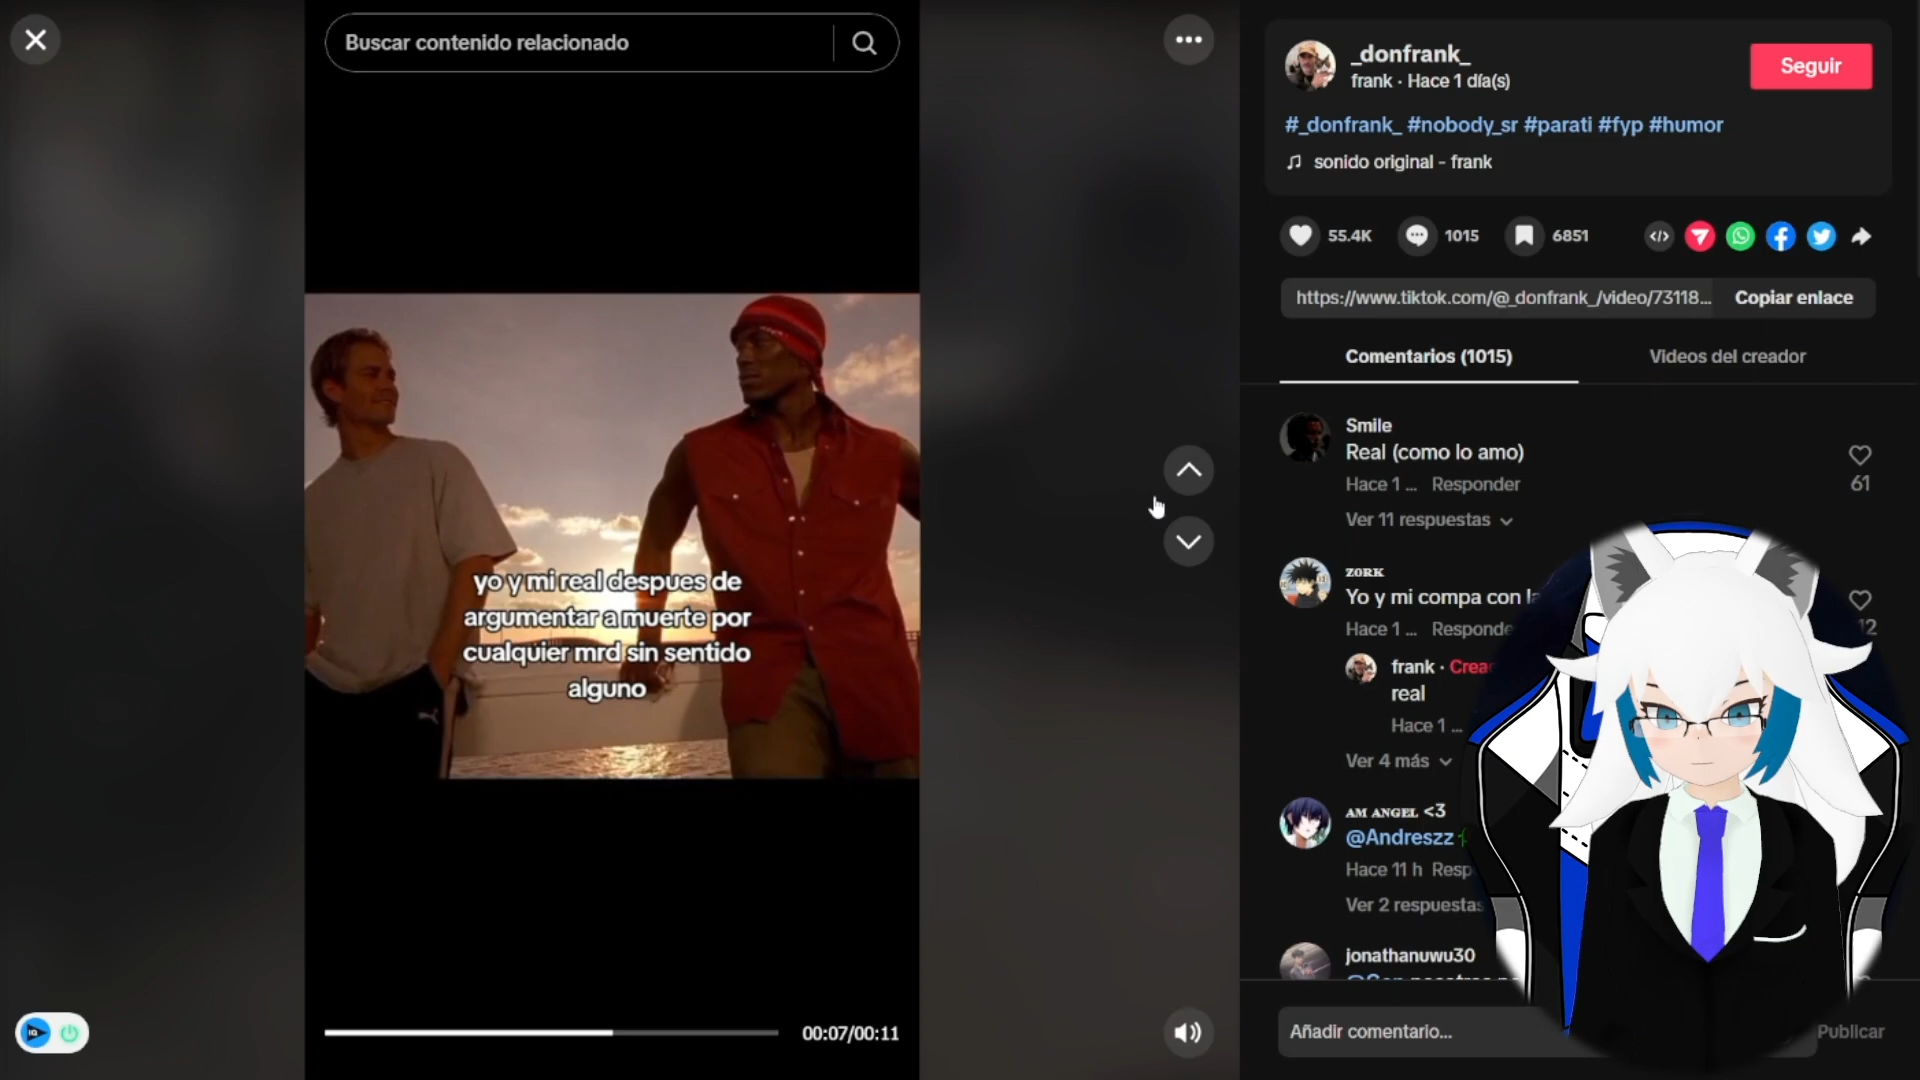 Buscar contenido relacionado
yo y mi real despues de
argumentar a muerte por
cualquier mrd sin sentido
alguno
00:07/00:11
_donfrank_
frank · Hace 1 día(s)
Seguir
#_donfrank_ #nobody_sr #parati #fyp #humor
sonido original - frank
55.4K
1015
6851
https://www.tiktok.com/@_donfrank_/video/73118...
Copiar enlace
Comentarios (1015)
Videos del creador
Smile
Real (como lo amo)
Hace 1 ... Responder
61
Ver 11 respuestas
ZORK
Yo y mi compa con
Hace 1 ... Responde
12
frank ·
real
Hace 1 ...
Ver 4 más
AM ANGEL <3
@Andreszz
Hace 11 h Resp
Ver 2 respuestas
jonathanuwu30
Añadir comentario...
Publicar